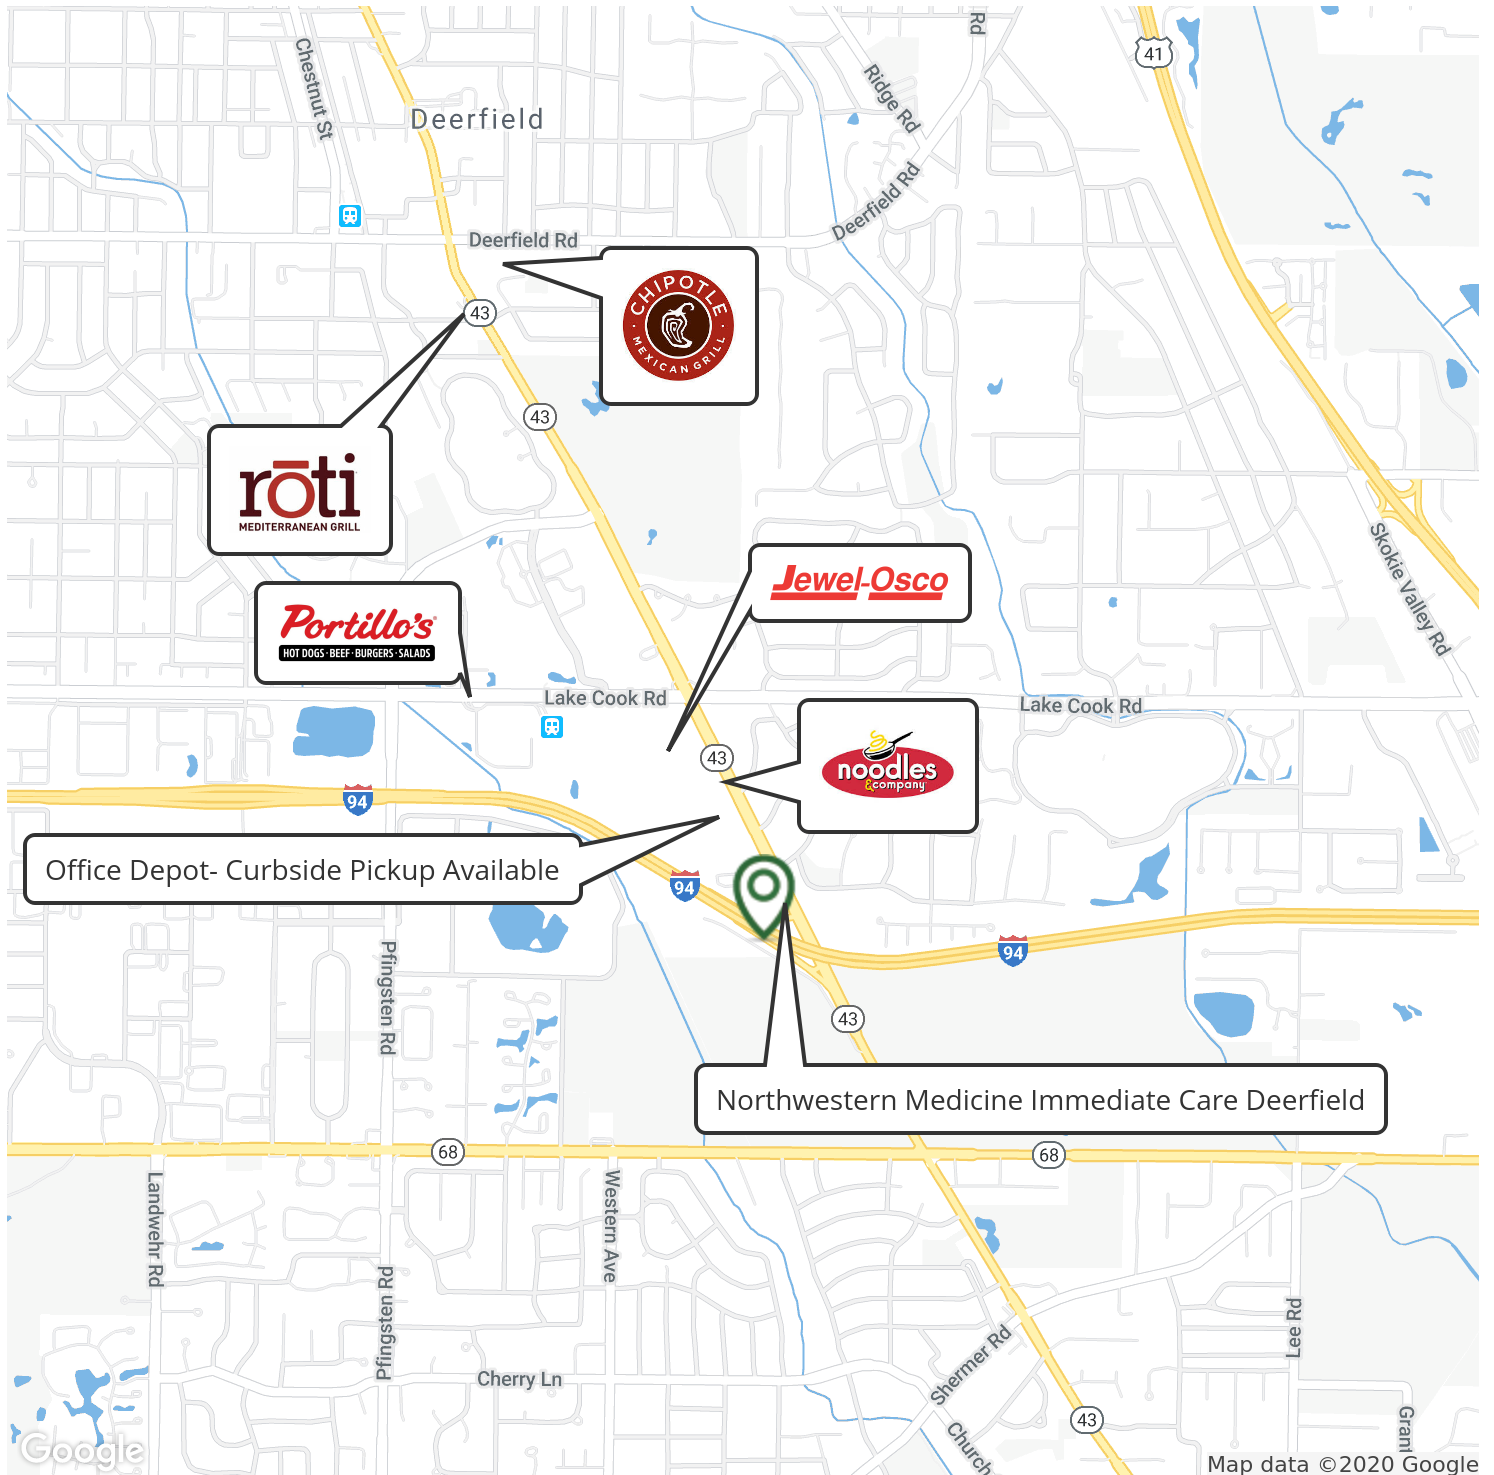 Rd
41
Chestnut St
Ridge Rd
Deerfield
Deerfield Rd
Deerfield Rd
CHIPOTLE
MEXICAN GRILL
43
43
rōti
MEDITERRANEAN GRILL
Skokie Valley Rd
Jewel-Osco
Portillo's
HOT DOGS · BEEF · BURGERS · SALADS
Lake Cook Rd
Lake Cook Rd
43
noodles
& company
94
Office Depot- Curbside Pickup Available
94
94
Pfingsten Rd
43
Northwestern Medicine Immediate Care Deerfield
68
68
Landwehr Rd
Western Ave
Pfingsten Rd
Lee Rd
Shermer Rd
Cherry Ln
43
Grant
Church
Google
Map data ©2020 Google